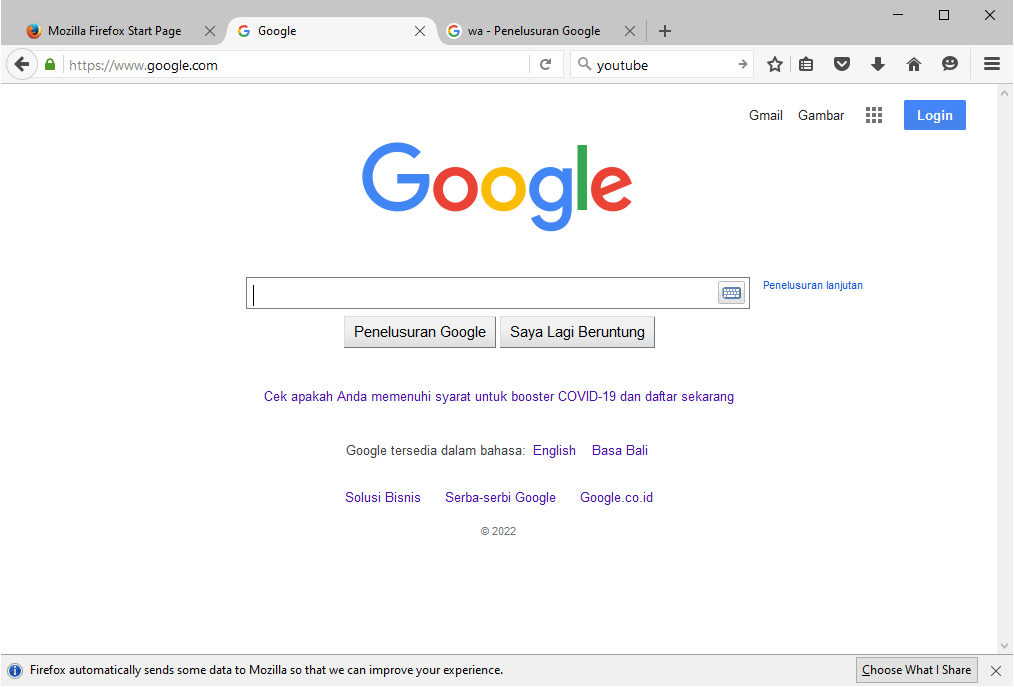 Mozilla Firefox Start Page
Google
wa - Penelusuran Google
https://www.google.com
youtube
Gmail Gambar Login
Google
Penelusuran lanjutan
Penelusuran Google Saya Lagi Beruntung
Cek apakah Anda memenuhi syarat untuk booster COVID-19 dan daftar sekarang
Google tersedia dalam bahasa: English Basa Bali
Solusi Bisnis Serba-serbi Google Google.co.id
© 2022
Firefox automatically sends some data to Mozilla so that we can improve your experience. Choose What I Share